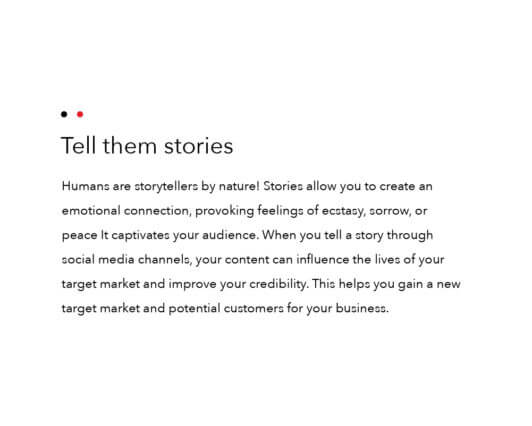 Tell them stories
Humans are storytellers by nature! Stories allow you to create an
emotional connection, provoking feelings of ecstasy, sorrow, or
peace It captivates your audience. When you tell a story through
social media channels, your content can influence the lives of your
target market and improve your credibility. This helps you gain a new
target market and potential customers for your business.